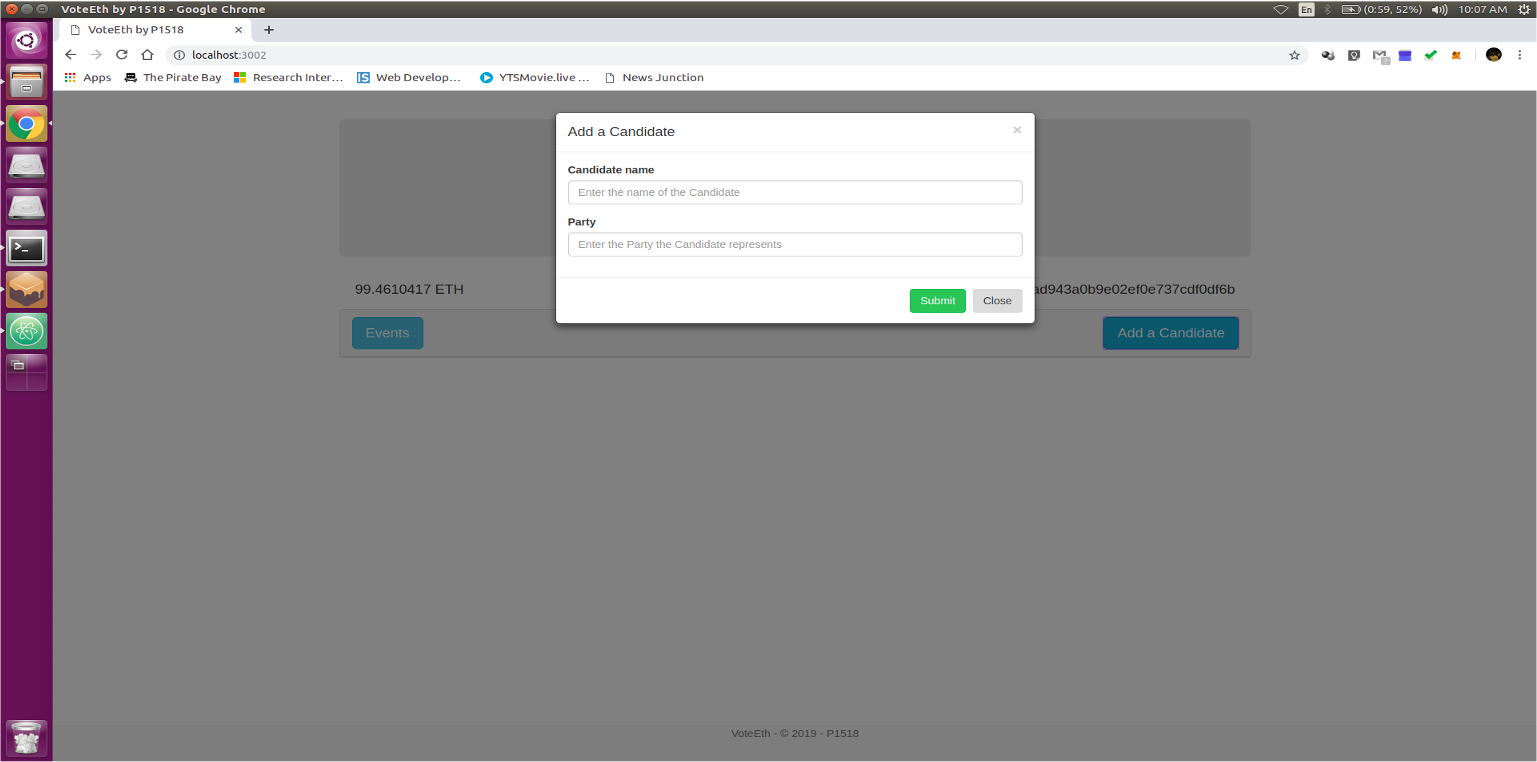 VoteEth by P1518 - Google Chrome
En
(0:59, 52%)
10:07 AM
VoteEth by P1518
localhost:3002
Apps
The Pirate Bay
Research Inter...
Web Develop...
YTSMovie.live ...
News Junction
Add a Candidate
×
Candidate name
Enter the name of the Candidate
Party
Enter the Party the Candidate represents
Submit
Close
99.4610417 ETH
ad943a0b9e02ef0e737cdf0df6b
Events
Add a Candidate
VoteEth - © 2019 - P1518